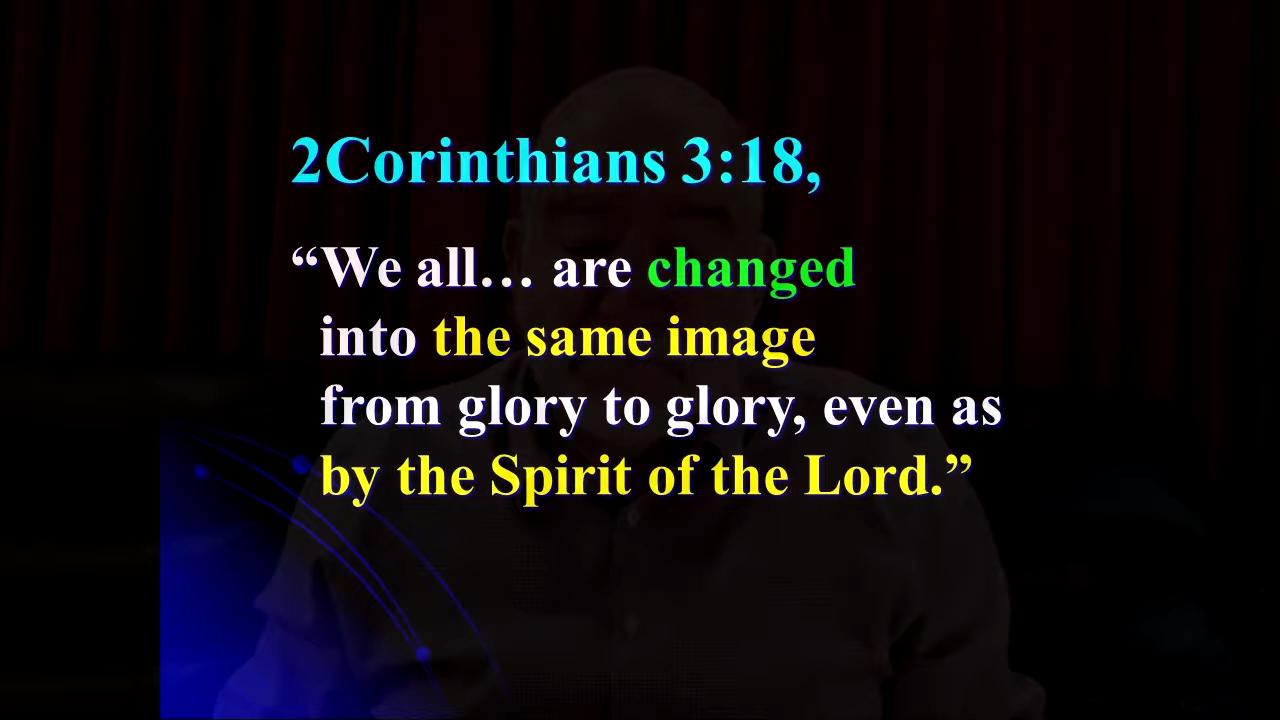 2Corinthians 3:18,
“We all… are changed
into the same image
from glory to glory, even as
by the Spirit of the Lord.”